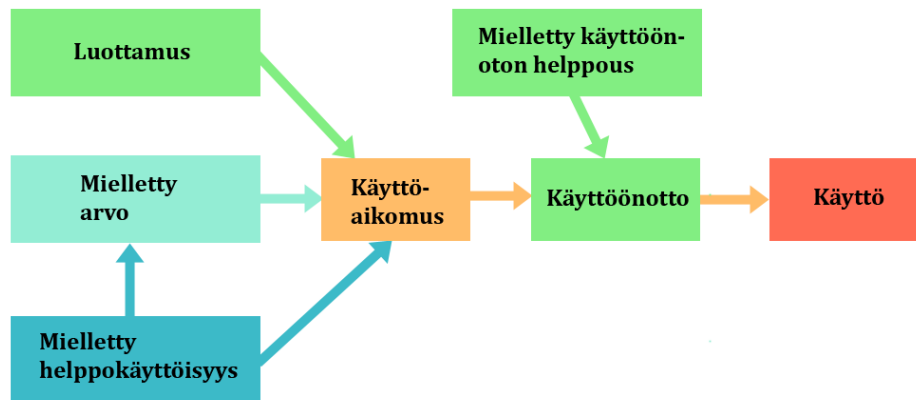 Luottamus
Mielletty käyttöön-
oton helppous
Mielletty
arvo
Käyttö-
aikomus
Käyttöönotto
Käyttö
Mielletty
helppokäyttöisyys